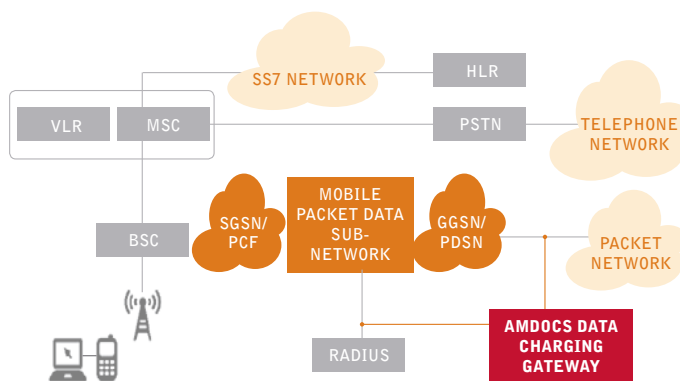 SS7 NETWORK
HLR
VLR
MSC
PSTN
TELEPHONE
NETWORK
BSC
SGSN/
PCF
MOBILE
PACKET DATA
SUB-
NETWORK
GGSN/
PDSN
PACKET
NETWORK
RADIUS
AMDOCS DATA
CHARGING
GATEWAY